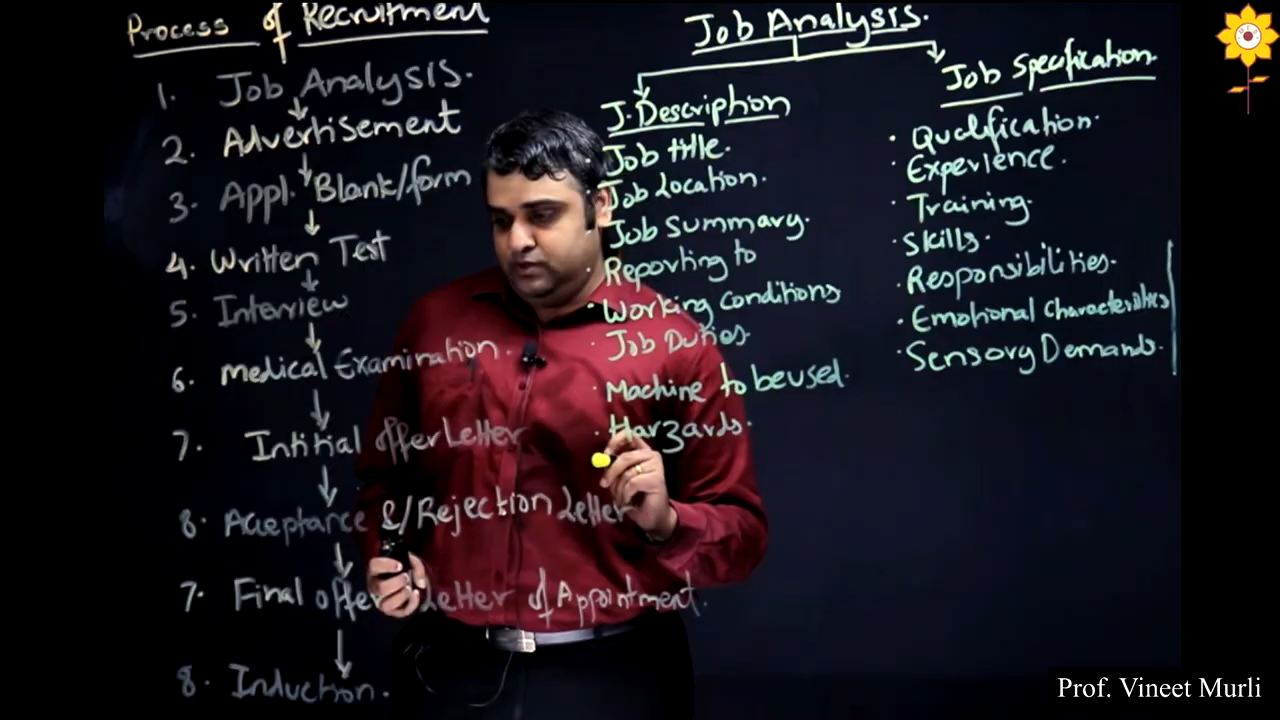 Process of Recruitment
1. Job Analysis.
2. Advertisement
3. Appl. Blank/form
4. Written Test
5. Interview
6. Medical Examination.
7. Intitial offer Letter
8. Aceptance &/Rejection Letter
7. Final offer Letter of Appointment.
8. Induction.
Job Analysis.
J. Description
· Job title.
· Job Location.
· Job Summary.
· Reporting to
· Working conditions
· Job Duties.
· Machine to be used.
· Harzards.
Job Specification
· Qualification.
· Experience.
· Training.
· Skills.
· Responsibilities.
· Emotional Characteristics
· Sensory Demands.
Prof. Vineet Murli